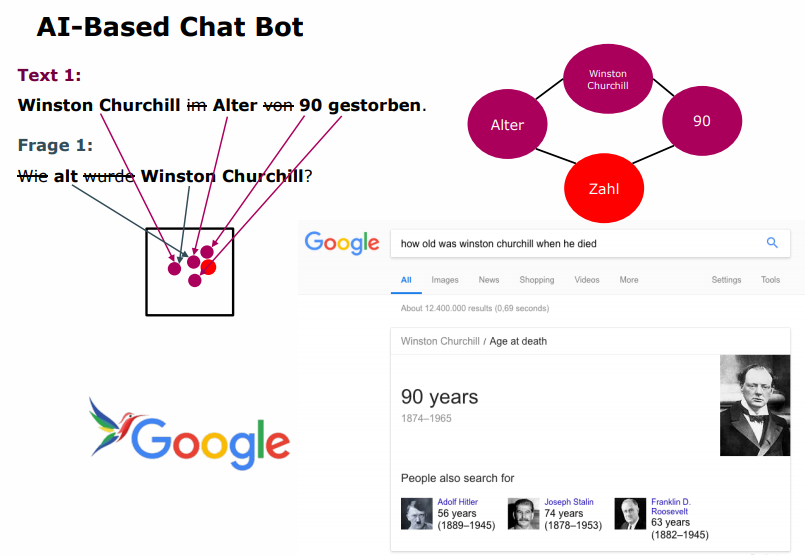 AI-Based Chat Bot
Text 1:
Winston Churchill im Alter von 90 gestorben.
Frage 1:
Wie alt wurde Winston Churchill?
Winston
Churchill
Alter
90
Zahl
Google
how old was winston churchill when he died
All Images News Shopping Videos More Settings Tools
About 12.400.000 results (0,69 seconds)
Winston Churchill / Age at death
90 years
1874–1965
People also search for
Adolf Hitler
56 years
(1889–1945)
Joseph Stalin
74 years
(1878–1953)
Franklin D.
Roosevelt
63 years
(1882–1945)
Google